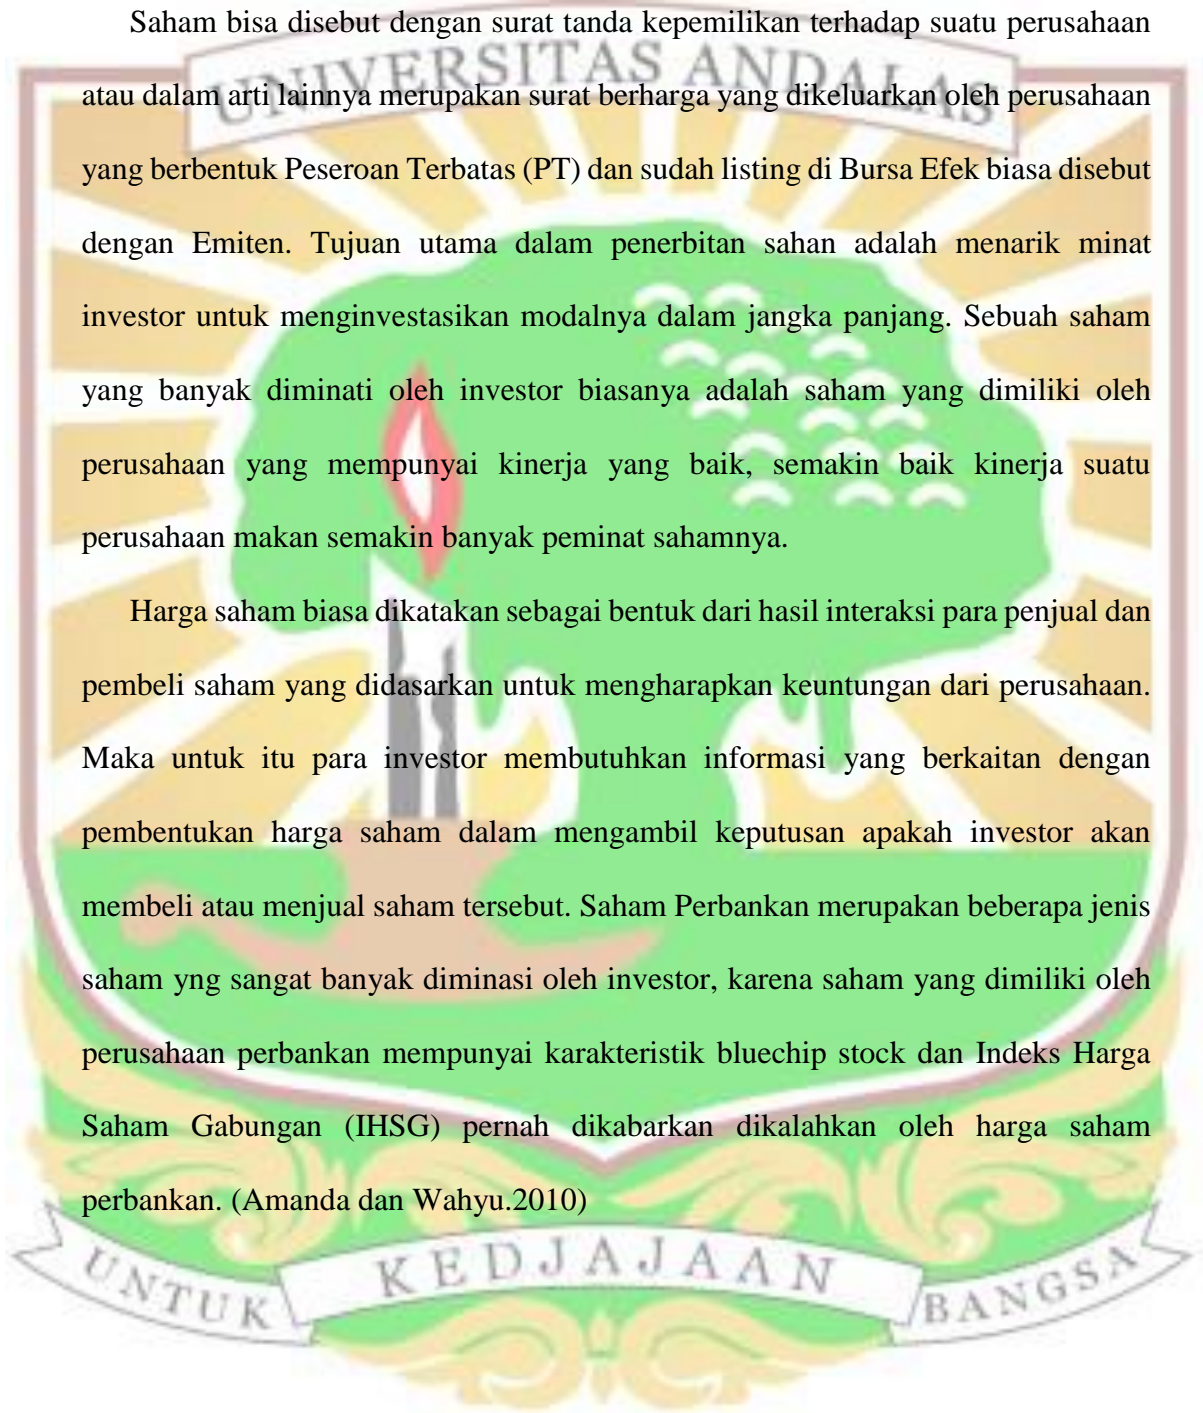 Saham bisa disebut dengan surat tanda kepemilikan terhadap suatu perusahaan
UNIVERSITAS ANDALAS
atau dalam arti lainnya merupakan surat berharga yang dikeluarkan oleh perusahaan
yang berbentuk Peseroan Terbatas (PT) dan sudah listing di Bursa Efek biasa disebut
dengan Emiten. Tujuan utama dalam penerbitan sahan adalah menarik minat
investor untuk menginvestasikan modalnya dalam jangka panjang. Sebuah saham
yang banyak diminati oleh investor biasanya adalah saham yang dimiliki oleh
perusahaan yang mempunyai kinerja yang baik, semakin baik kinerja suatu
perusahaan makan semakin banyak peminat sahamnya.
Harga saham biasa dikatakan sebagai bentuk dari hasil interaksi para penjual dan
pembeli saham yang didasarkan untuk mengharapkan keuntungan dari perusahaan.
Maka untuk itu para investor membutuhkan informasi yang berkaitan dengan
pembentukan harga saham dalam mengambil keputusan apakah investor akan
membeli atau menjual saham tersebut. Saham Perbankan merupakan beberapa jenis
saham yng sangat banyak diminasi oleh investor, karena saham yang dimiliki oleh
perusahaan perbankan mempunyai karakteristik bluechip stock dan Indeks Harga
Saham Gabungan (IHSG) pernah dikabarkan dikalahkan oleh harga saham
perbankan. (Amanda dan Wahyu.2010)
UNTUK KEDJAJAAN BANGSA